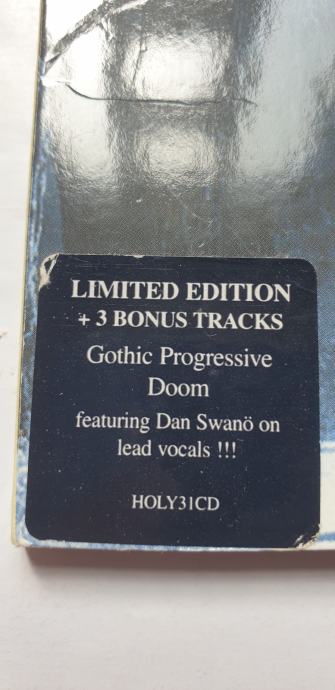 LIMITED EDITION
+ 3 BONUS TRACKS
Gothic Progressive
Doom
featuring Dan Swanö on
lead vocals !!!
HOLY31CD